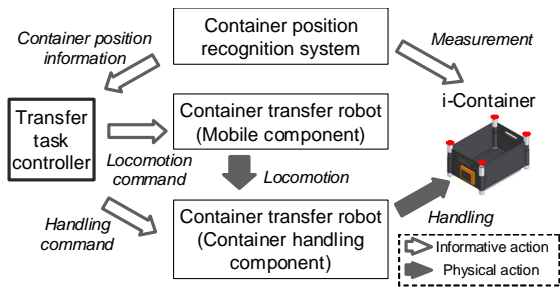 Container position
recognition system
Container position
information
Measurement
i-Container
Transfer
task
controller
Container transfer robot
(Mobile component)
Locomotion
command
Locomotion
Handling
command
Container transfer robot
(Container handling
component)
Handling
Informative action
Physical action